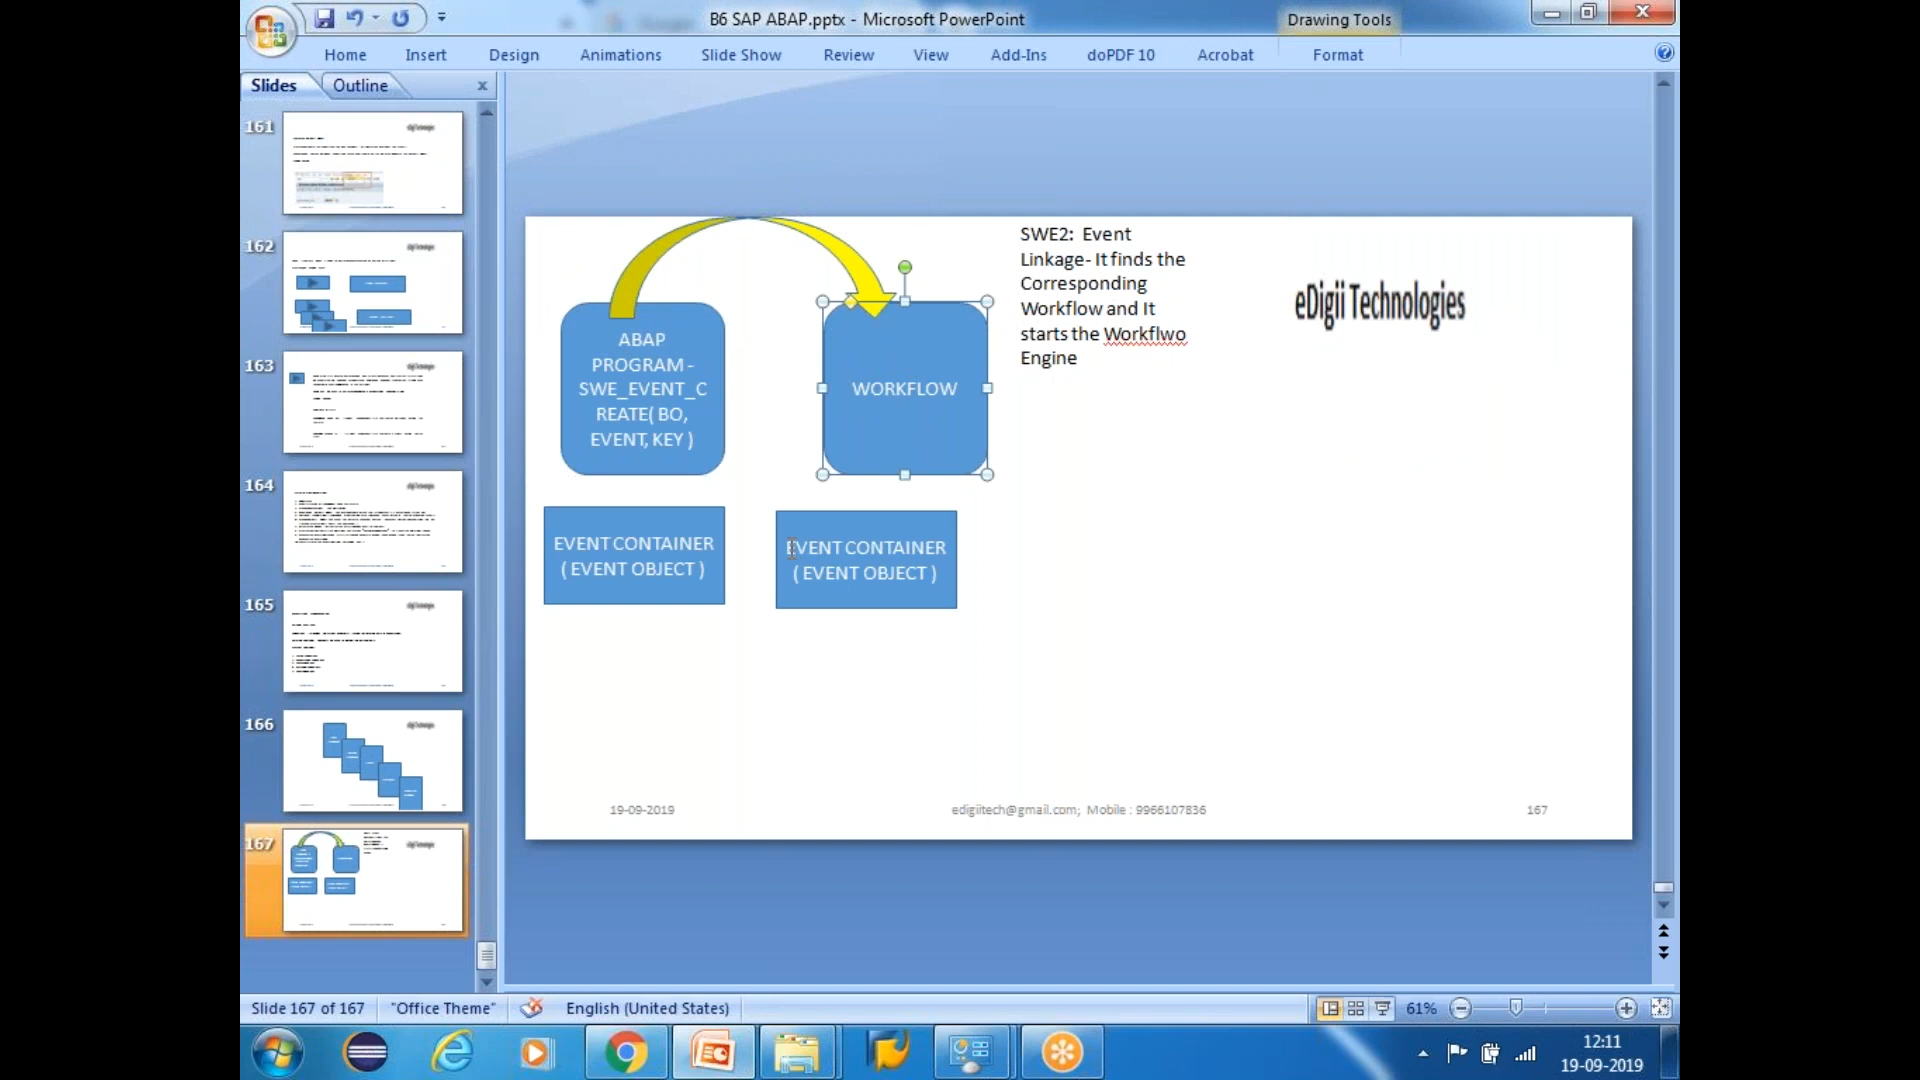 B6 SAP ABAP.pptx - Microsoft PowerPoint
Drawing Tools
Home
Insert
Design
Animations
Slide Show
Review
View
Add-Ins
doPDF 10
Acrobat
Format
Slides
Outline
161
162
163
164
165
166
167
ABAP
PROGRAM -
SWE_EVENT_C
REATE( BO,
EVENT, KEY )
WORKFLOW
SWE2: Event
Linkage- It finds the
Corresponding
Workflow and It
starts the Workflwo
Engine
eDigii Technologies
EVENT CONTAINER
( EVENT OBJECT )
EVENT CONTAINER
( EVENT OBJECT )
19-09-2019
edigiitech@gmail.com; Mobile : 9966107836
167
Slide 167 of 167
"Office Theme"
English (United States)
61%
12:11
19-09-2019